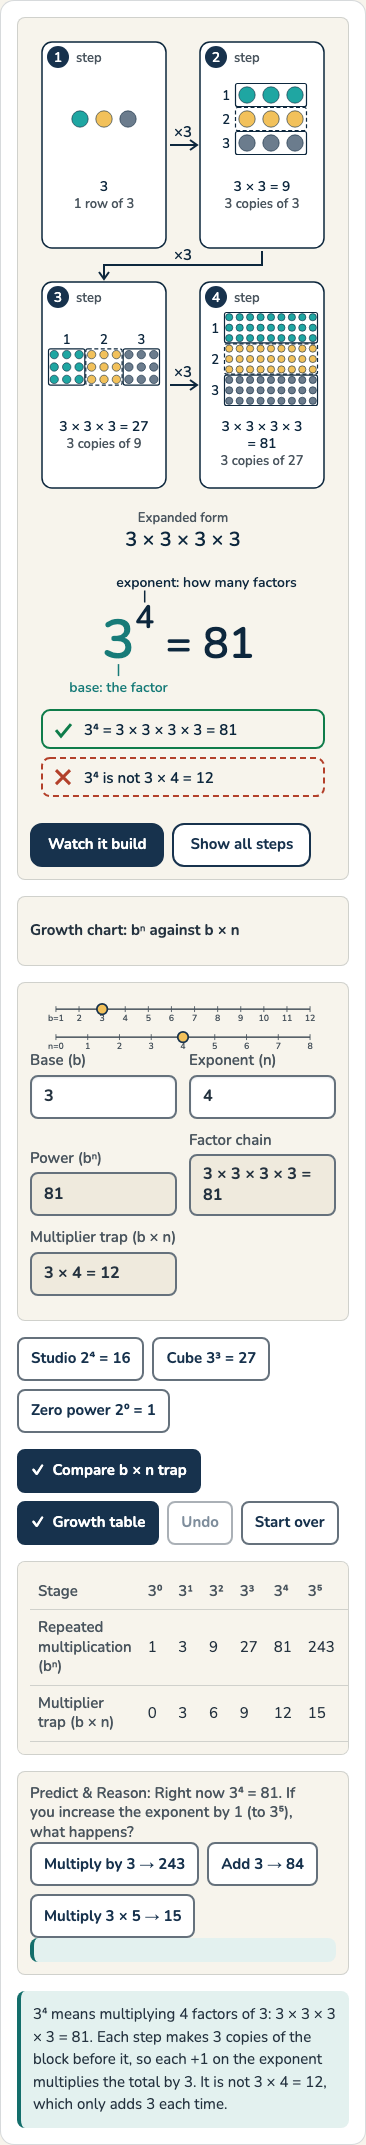 1 step
3
1 row of 3
×3
2 step
1
2
3
3 × 3 = 9
3 copies of 3
×3
3 step
1 2 3
3 × 3 × 3 = 27
3 copies of 9
×3
4 step
1
2
3
3 × 3 × 3 × 3
= 81
3 copies of 27
Expanded form
3 × 3 × 3 × 3
exponent: how many factors
3⁴ = 81
base: the factor
3⁴ = 3 × 3 × 3 × 3 = 81
3⁴ is not 3 × 4 = 12
Watch it build
Show all steps
Growth chart: bⁿ against b × n
b=1 2 3 4 5 6 7 8 9 10 11 12
n=0 1 2 3 4 5 6 7 8
Base (b)
3
Exponent (n)
4
Power (bⁿ)
81
Factor chain
3 × 3 × 3 × 3 =
81
Multiplier trap (b × n)
3 × 4 = 12
Studio 2⁴ = 16
Cube 3³ = 27
Zero power 2⁰ = 1
✓ Compare b × n trap
✓ Growth table
Undo
Start over
Stage 3⁰ 3¹ 3² 3³ 3⁴ 3⁵
Repeated
multiplication
(bⁿ)
1 3 9 27 81 243
Multiplier
trap (b × n)
0 3 6 9 12 15
Predict & Reason: Right now 3⁴ = 81. If
you increase the exponent by 1 (to 3⁵),
what happens?
Multiply by 3 → 243
Add 3 → 84
Multiply 3 × 5 → 15
3⁴ means multiplying 4 factors of 3: 3 × 3 × 3
× 3 = 81. Each step makes 3 copies of the
block before it, so each +1 on the exponent
multiplies the total by 3. It is not 3 × 4 = 12,
which only adds 3 each time.